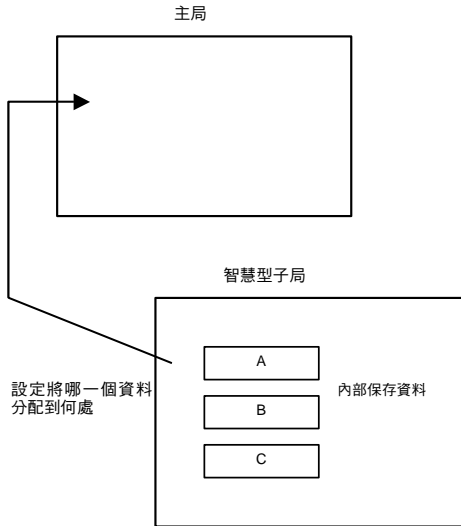 主局
智慧型子局
A
設定將哪一個資料
分配到何處
內部保存資料
B
C